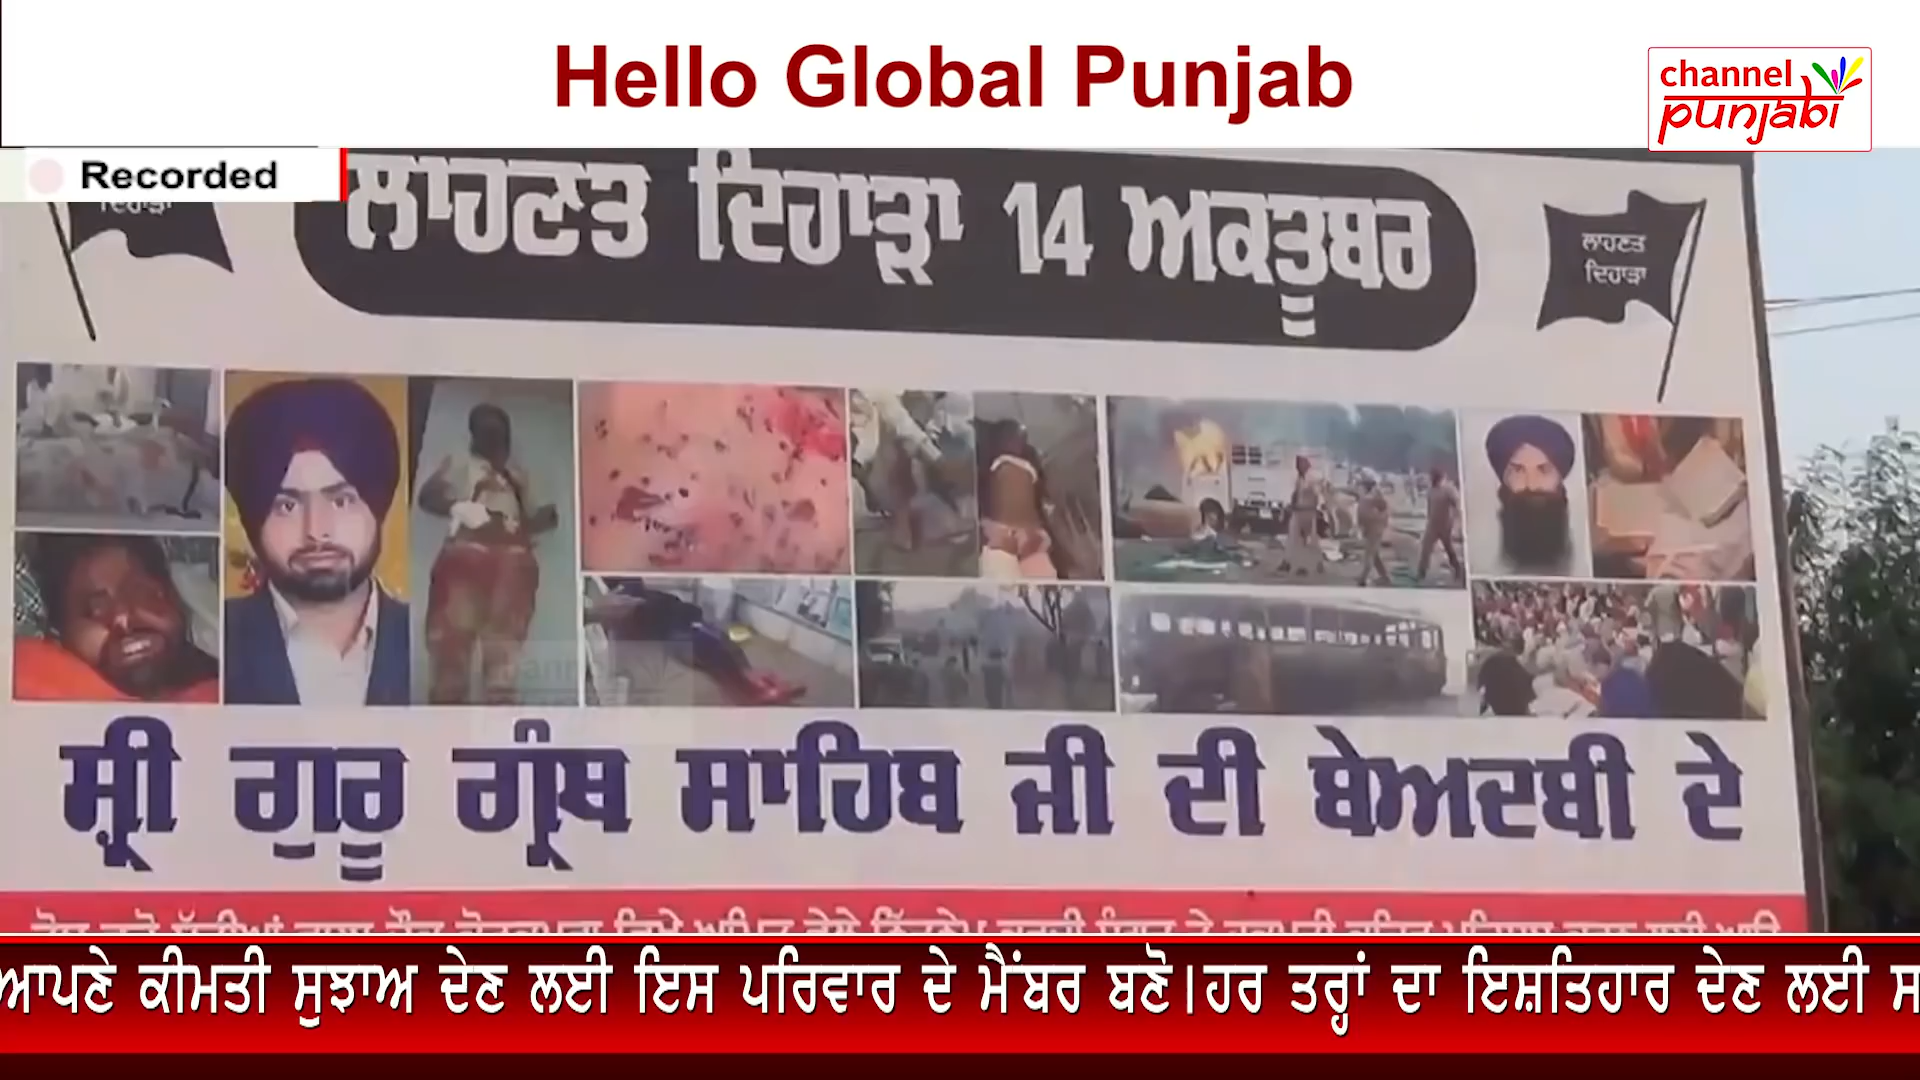 Hello Global Punjab
channel
punjabi
Recorded
ਲਾਹਣਤ ਦਿਹਾੜਾ 14 ਅਕਤੂਬਰ
ਦਿਹਾੜਾ
ਲਾਹਣਤ
ਦਿਹਾੜਾ
ਸ਼੍ਰੀ ਗੁਰੂ ਗ੍ਰੰਥ ਸਾਹਿਬ ਜੀ ਦੀ ਬੇਅਦਬੀ ਦੇ
ਆਪਣੇ ਕੀਮਤੀ ਸੁਝਾਅ ਦੇਣ ਲਈ ਇਸ ਪਰਿਵਾਰ ਦੇ ਮੈਂਬਰ ਬਣੋ।ਹਰ ਤਰ੍ਹਾਂ ਦਾ ਇਸ਼ਤਿਹਾਰ ਦੇਣ ਲਈ ਸ